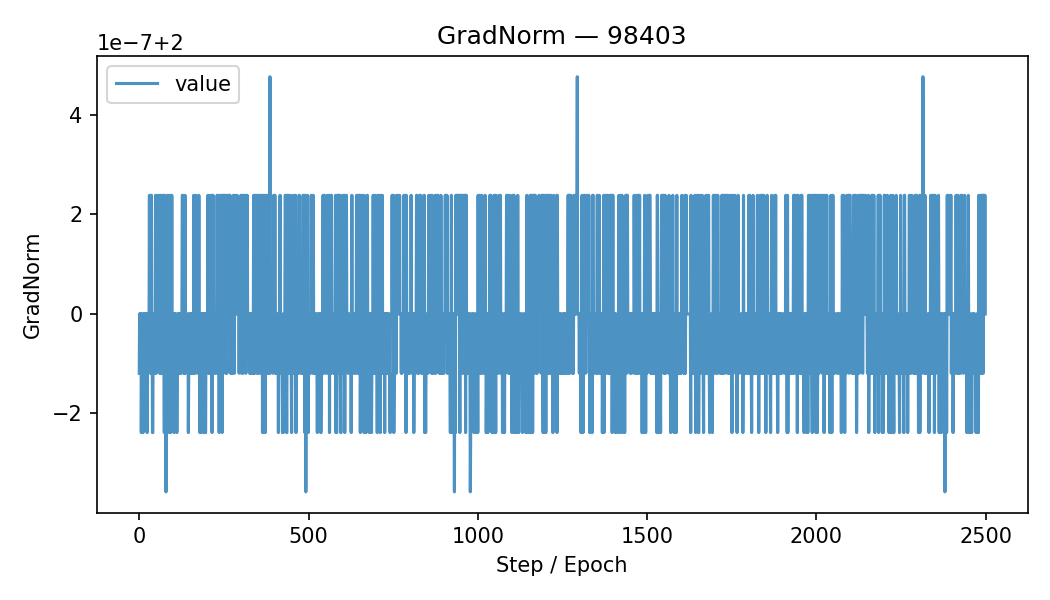 GradNorm — 98403
1e−7+2
value
4
2
0
−2
GradNorm
0 500 1000 1500 2000 2500
Step / Epoch